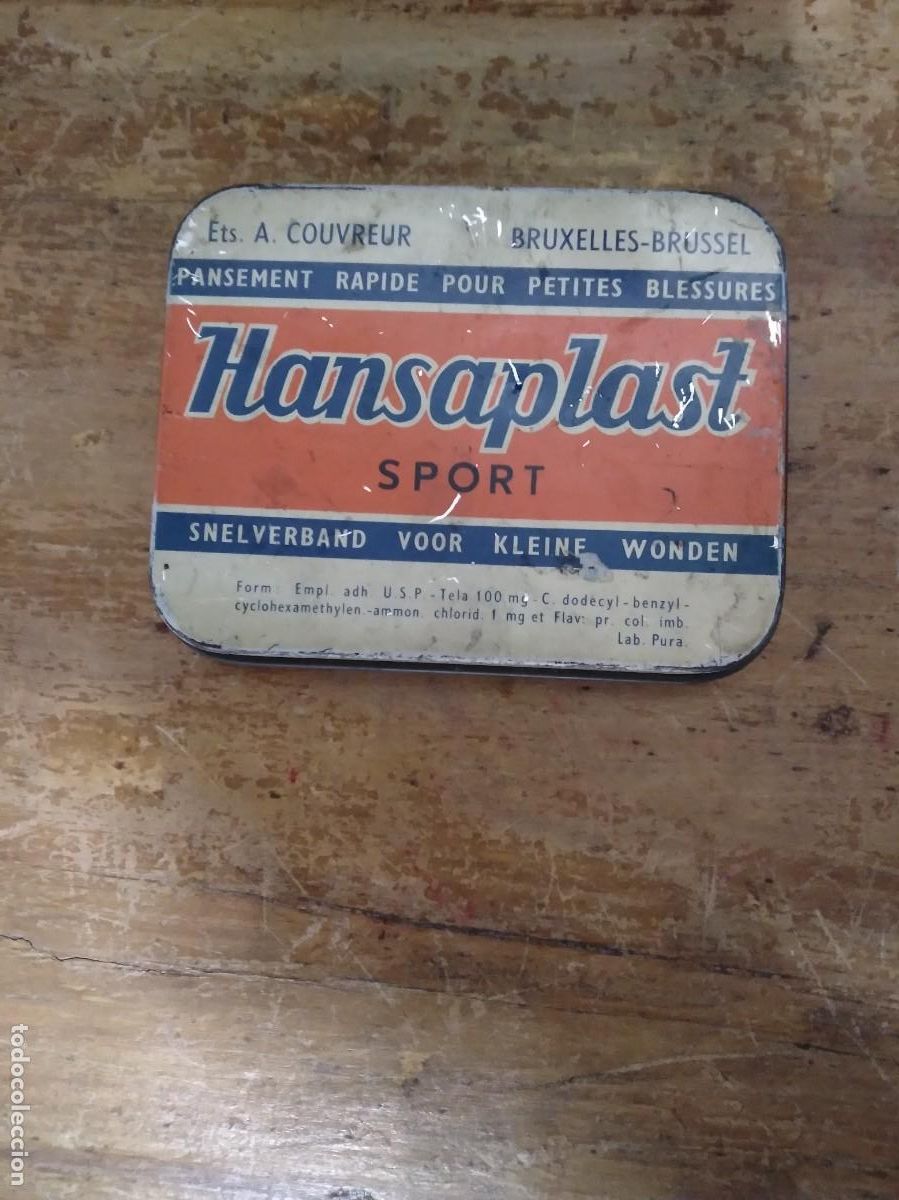 Ets. A. COUVREUR BRUXELLES-BRUSSEL
PANSEMENT RAPIDE POUR PETITES BLESSURES
Hansaplast
SPORT
SNELVERBAND VOOR KLEINE WONDEN
Form: Empl. adh. U.S.P - Tela 100 mg - C. dodecyl-benzyl-
cyclohexamethylen.-ammon. chlorid. 1 mg et Flav: pr. col. imb.
Lab. Pura.
todocoleccion